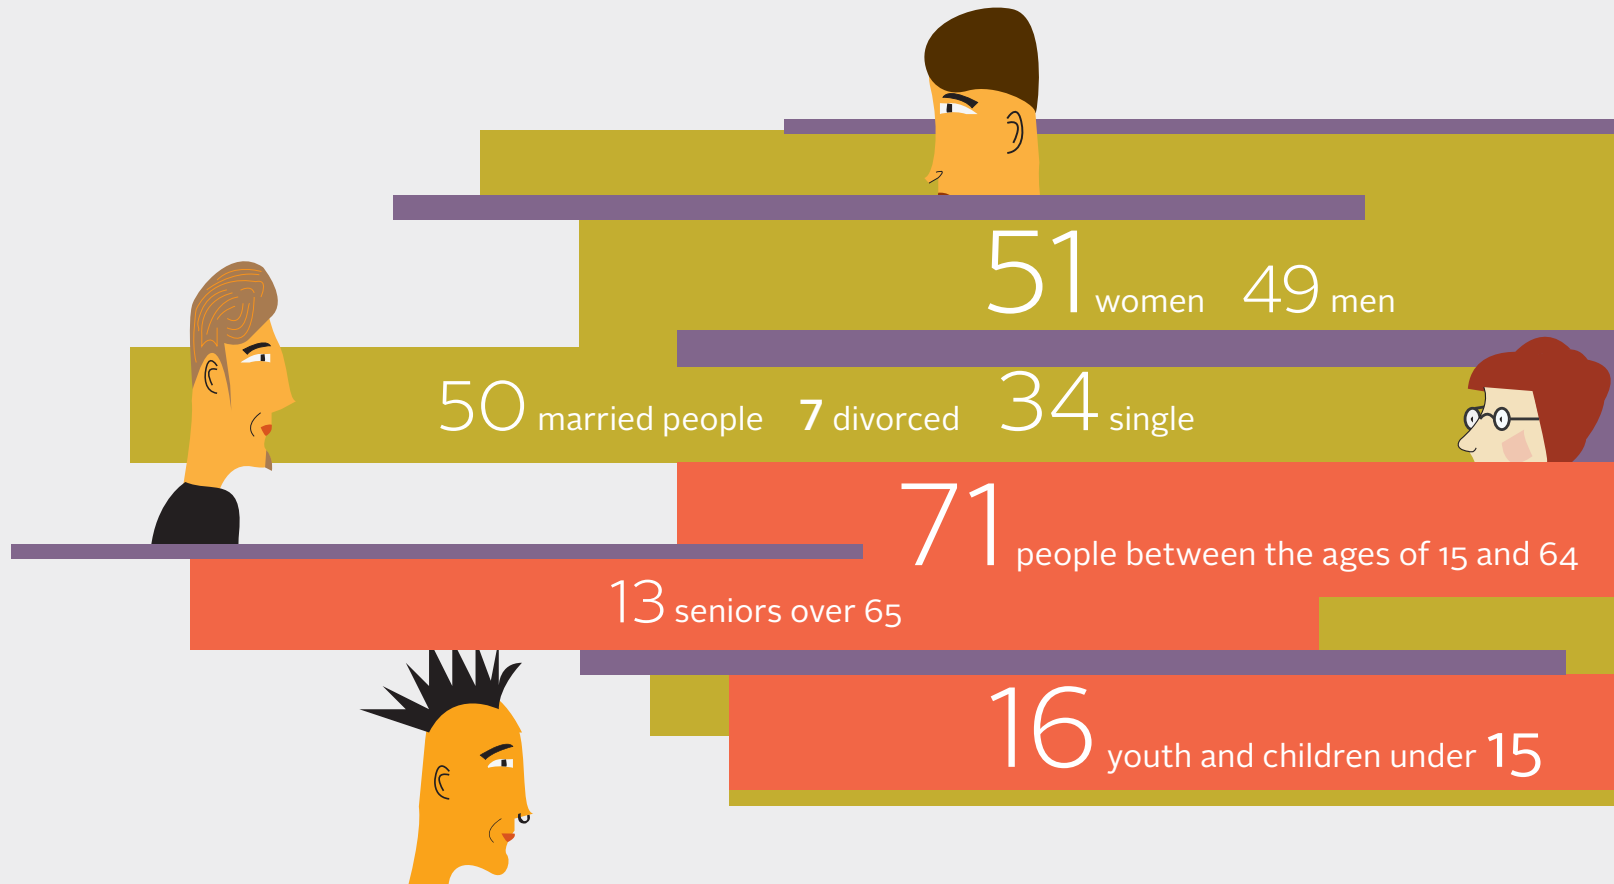 51 women 49 men
50 married people 7 divorced 34 single
71 people between the ages of 15 and 64
13 seniors over 65
16 youth and children under 15